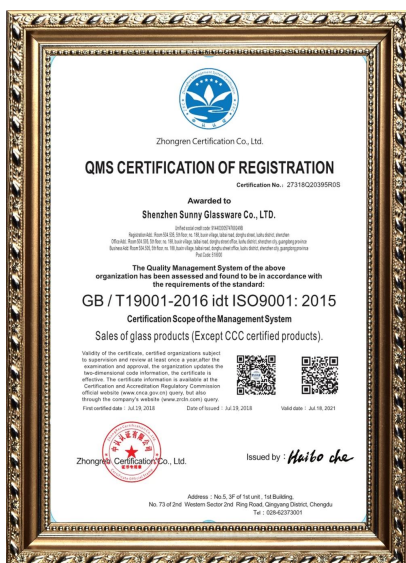 Zhongren Certification Co., Ltd.
QMS CERTIFICATION OF REGISTRATION
Certification No.: 27318Q20395R0S
Awarded to
Shenzhen Sunny Glassware Co., LTD.
The Quality Management System of the above
organization has been assessed and found to be in accordance with
the requirements of the standard:
GB / T19001-2016 idt ISO9001: 2015
Certification Scope of the Management System
Sales of glass products (Except CCC certified products).
Validity of the certificate, certified organizations subject
to supervision and review at least once a year, after the
examination and approval, the organization updates the
two-dimensional code information, the certificate is
effective. The certificate information is available at the
Certification and Accreditation Regulatory Commission
official website (www.cnca.gov.cn) query, but also
through the company's website (www.zrcln.com) query.
First certified date : Jul.19, 2018
Date of Issued : Jul.19, 2018
Valid date : Jul.18, 2021
Zhongren Certification Co., Ltd.
Issued by : Haibo che
Address : No.5, 3F of 1st unit , 1st Building,
No. 73 of 2nd Western Sector 2nd Ring Road, Qingyang District, Chengdu
Tel : 028-62373001